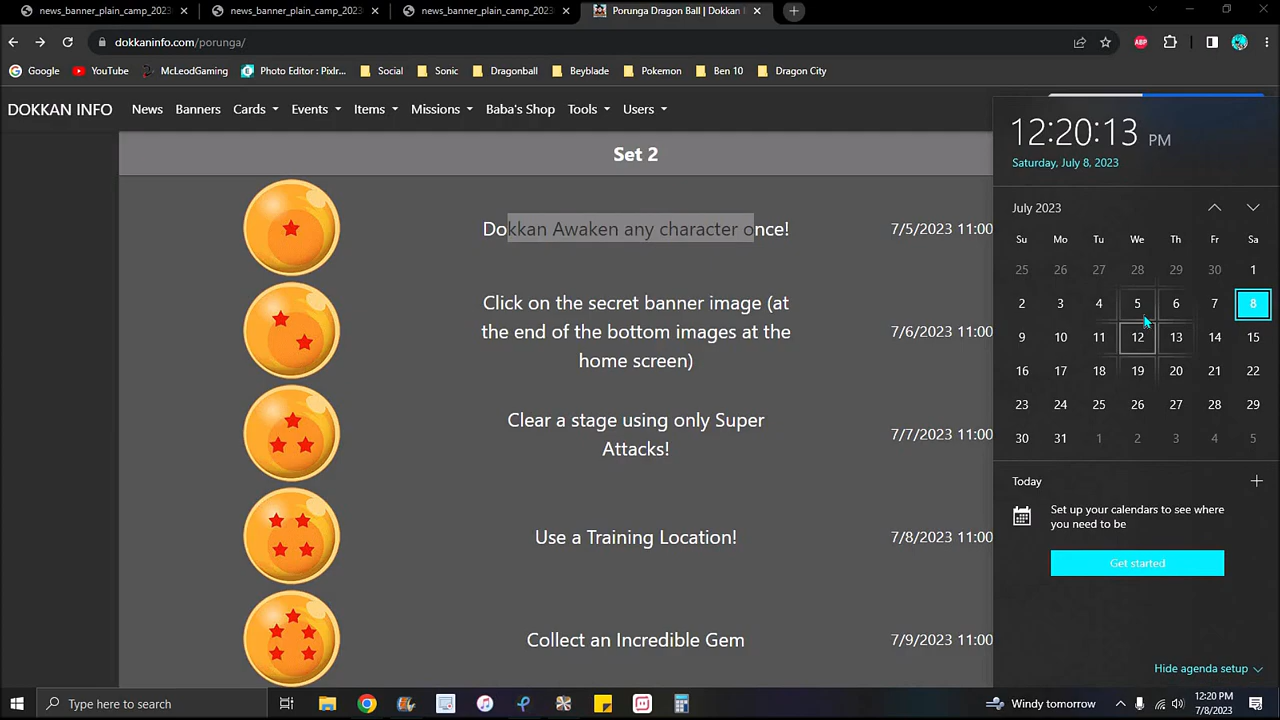 news_banner_plain_camp_2023
news_banner_plain_camp_2023
news_banner_plain_camp_2023
Porunga Dragon Ball | Dokkan
dokkaninfo.com/porunga/
ABP
Google
YouTube
McLeodGaming
Photo Editor : Pixlr...
Social
Sonic
Dragonball
Beyblade
Pokemon
Ben 10
Dragon City
DOKKAN INFO
News
Banners
Cards
Events
Items
Missions
Baba's Shop
Tools
Users
Set 2
Dokkan Awaken any character once!
7/5/2023 11:00
Click on the secret banner image (at
the end of the bottom images at the
home screen)
7/6/2023 11:00
Clear a stage using only Super
Attacks!
7/7/2023 11:00
Use a Training Location!
7/8/2023 11:00
Collect an Incredible Gem
7/9/2023 11:00
12:20:13 PM
Saturday, July 8, 2023
July 2023
Su Mo Tu We Th Fr Sa
25 26 27 28 29 30 1
2 3 4 5 6 7 8
9 10 11 12 13 14 15
16 17 18 19 20 21 22
23 24 25 26 27 28 29
30 31 1 2 3 4 5
Today
Set up your calendars to see where
you need to be
Get started
Hide agenda setup
Type here to search
Windy tomorrow
12:20 PM
7/8/2023